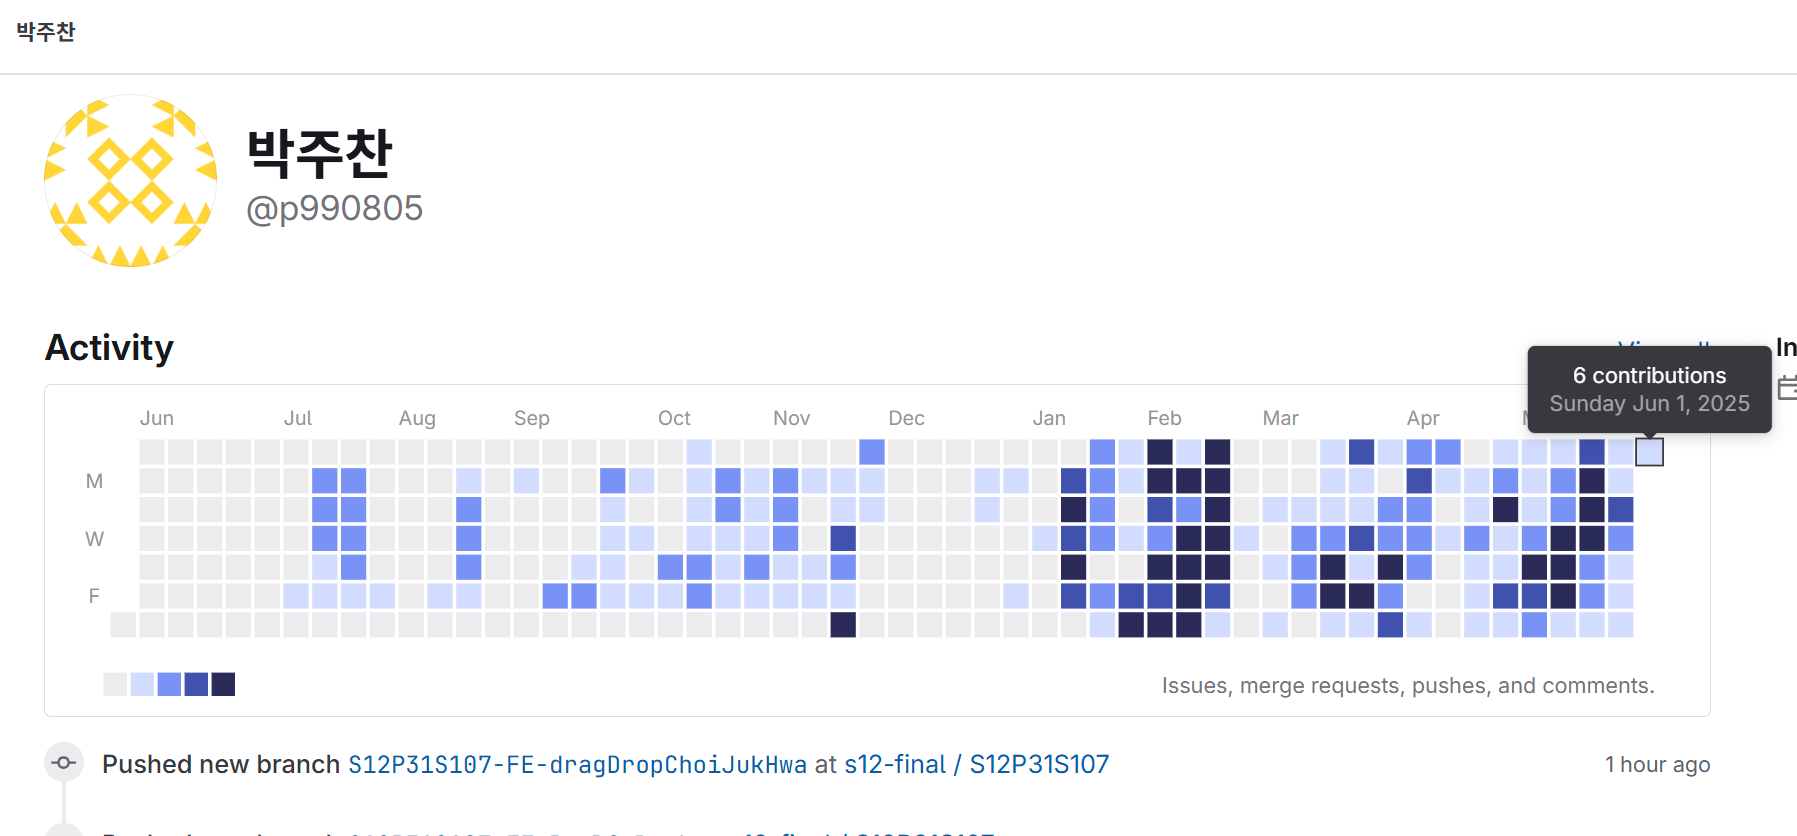 박주찬
박주찬
@p990805
Activity
In
6 contributions
Sunday Jun 1, 2025
Jun Jul Aug Sep Oct Nov Dec Jan Feb Mar Apr
M
W
F
Issues, merge requests, pushes, and comments.
Pushed new branch S12P31S107-FE-dragDropChoiJukHwa at s12-final / S12P31S107
1 hour ago